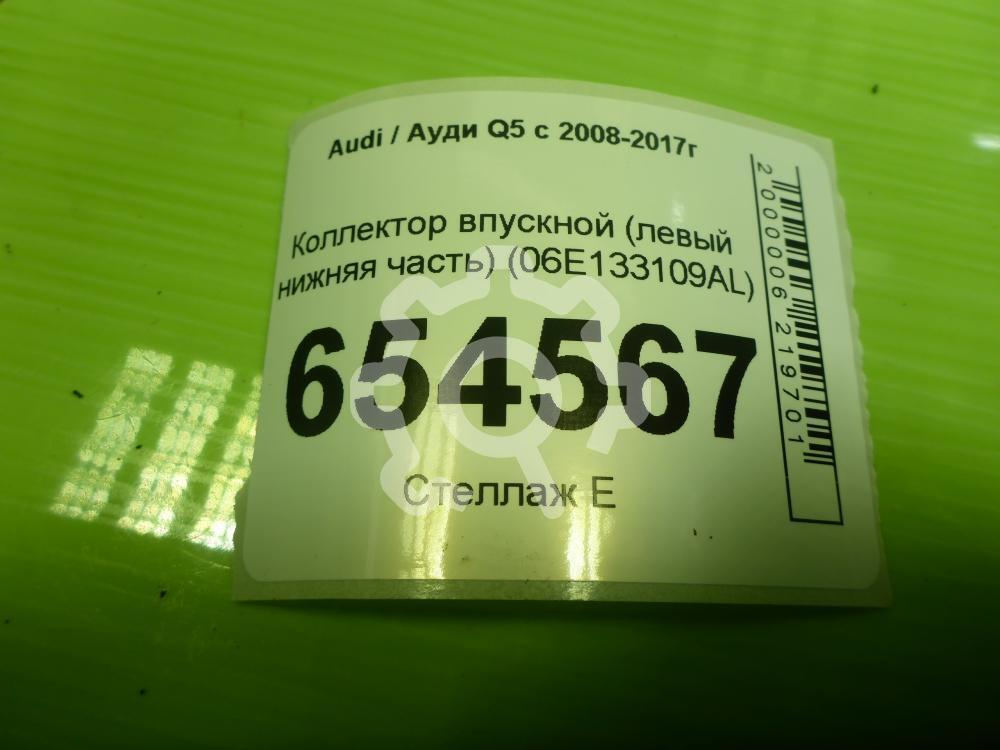 Audi / Ауди Q5 с 2008-2017г
Коллектор впускной (левый
нижняя часть) (06E133109AL)
654567
Стеллаж Е
2000006219701